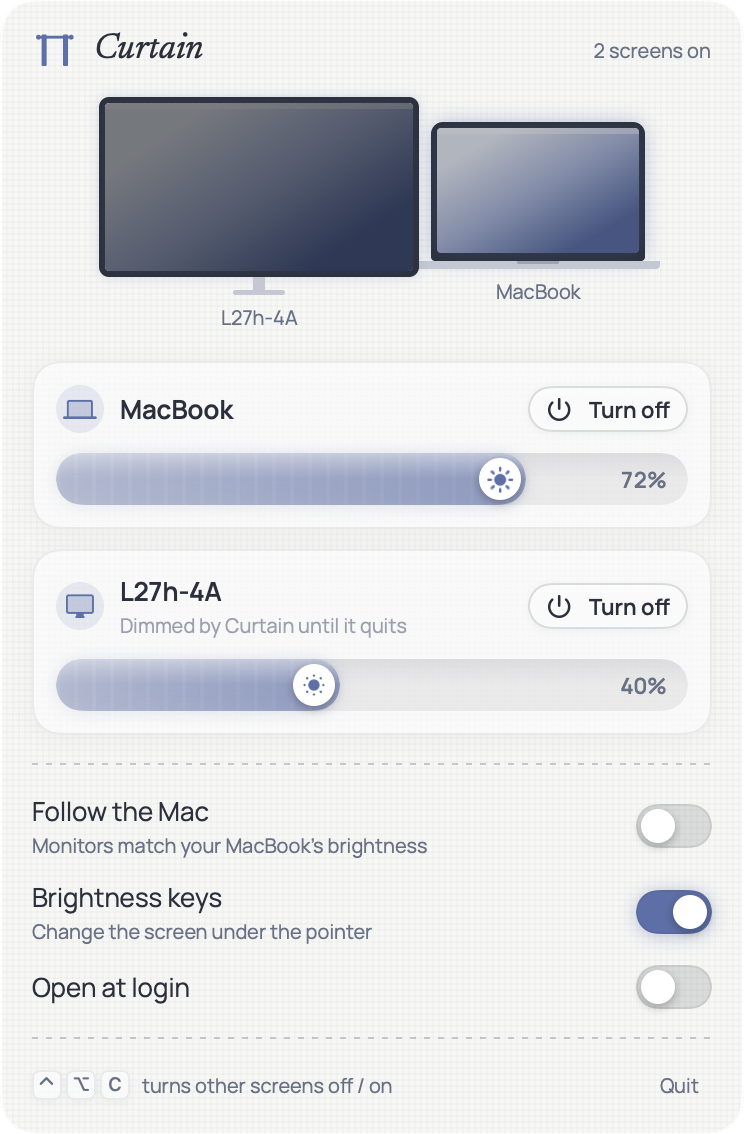 Curtain
2 screens on
MacBook
L27h-4A
MacBook
Turn off
72%
L27h-4A
Turn off
Dimmed by Curtain until it quits
40%
Follow the Mac
Monitors match your MacBook’s brightness
Brightness keys
Change the screen under the pointer
Open at login
⌃ ⌥ C turns other screens off / on
Quit